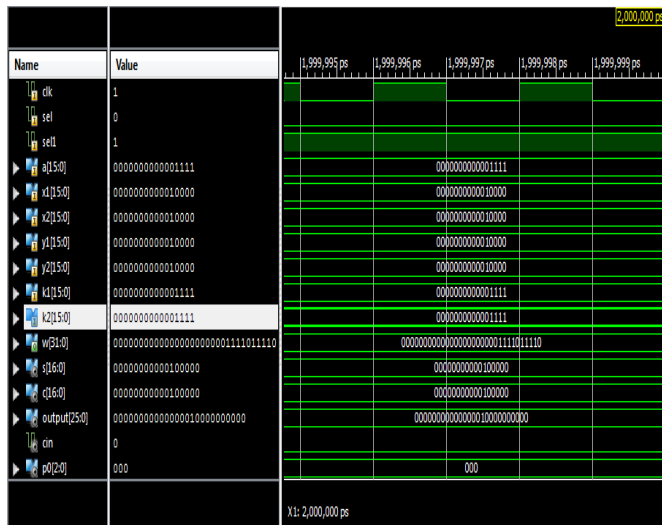 2,000,000 ps
Name Value 1,999,995 ps 1,999,996 ps 1,999,997 ps 1,999,998 ps 1,999,999 ps
clk 1
sel 0
sel1 1
a[15:0] 0000000000001111 0000000000001111
x1[15:0] 0000000000010000 0000000000010000
x2[15:0] 0000000000010000 0000000000010000
y1[15:0] 0000000000010000 0000000000010000
y2[15:0] 0000000000010000 0000000000010000
k1[15:0] 0000000000001111 0000000000001111
k2[15:0] 0000000000001111 0000000000001111
w[31:0] 00000000000000000000001111011110 00000000000000000000001111011110
s[16:0] 00000000000100000 00000000000100000
c[16:0] 00000000000100000 00000000000100000
output[25:0] 00000000000000010000000000 00000000000000010000000000
cin 0
p0[2:0] 000 000
X1: 2,000,000 ps